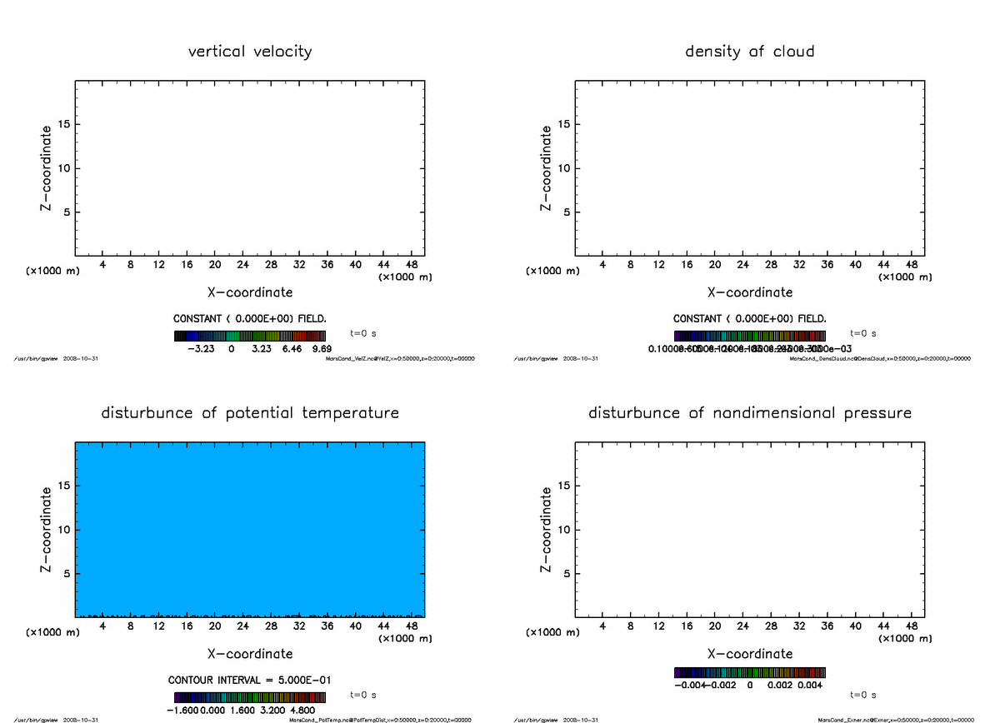 vertical velocity
Z-coordinate
15
10
5
4 8 12 16 20 24 28 32 36 40 44 48
(×1000 m)
(×1000 m)
X-coordinate
CONSTANT ( 0.000E+00) FIELD.
t=0 s
-3.23 0 3.23 6.46 9.69
/usr/bin/gpview 2008-10-31
MarsCond_VelZ.nc@VelZ,x=0:50000,z=0:20000,t=00000
density of cloud
Z-coordinate
15
10
5
4 8 12 16 20 24 28 32 36 40 44 48
(×1000 m)
(×1000 m)
X-coordinate
CONSTANT ( 0.000E+00) FIELD.
t=0 s
/usr/bin/gpview 2008-10-31
MarsCond_DensCloud.nc@DensCloud,x=0:50000,z=0:20000,t=00000
disturbunce of potential temperature
Z-coordinate
15
10
5
4 8 12 16 20 24 28 32 36 40 44 48
(×1000 m)
(×1000 m)
X-coordinate
CONTOUR INTERVAL = 5.000E-01
t=0 s
-1.600 0.000 1.600 3.200 4.800
/usr/bin/gpview 2008-10-31
MarsCond_PotTemp.nc@PotTempDist,x=0:50000,z=0:20000,t=00000
disturbunce of nondimensional pressure
Z-coordinate
15
10
5
4 8 12 16 20 24 28 32 36 40 44 48
(×1000 m)
(×1000 m)
X-coordinate
-0.004 -0.002 0 0.002 0.004
t=0 s
/usr/bin/gpview 2008-10-31
MarsCond_Exner.nc@Exner,x=0:50000,z=0:20000,t=00000